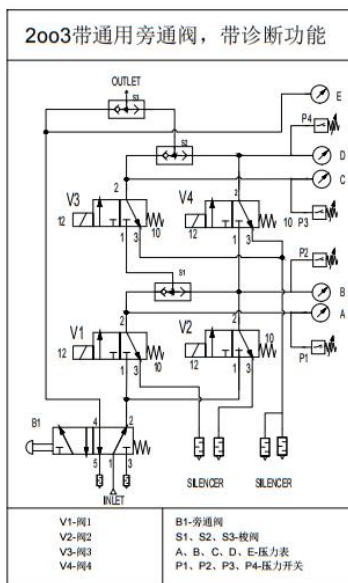 2oo3带通用旁通阀，带诊断功能
OUTLET
S3
E
P4
S2
D
C
V3
V4
2
2
12
12
10
10
P3
1
3
1
3
P2
S1
B
A
V1
V2
2
2
12
12
10
10
P1
1
3
1
3
B1
4
2
5
1
3
INLET
SILENCER
SILENCER
V1-阀1
V2-阀2
V3-阀3
V4-阀4
B1-旁通阀
S1、S2、S3-梭阀
A、B、C、D、E-压力表
P1、P2、P3、P4-压力开关